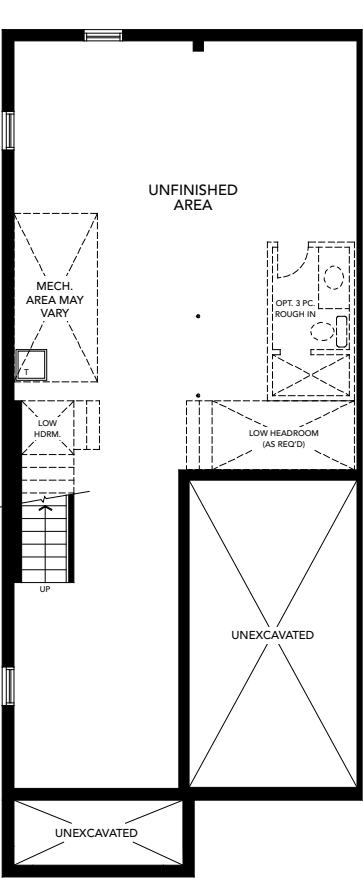 UNFINISHED
AREA
MECH.
AREA MAY
VARY
OPT. 3 PC.
ROUGH IN
T
LOW
HDRM.
LOW HEADROOM
(AS REQ'D)
UP
UNEXCAVATED
UNEXCAVATED